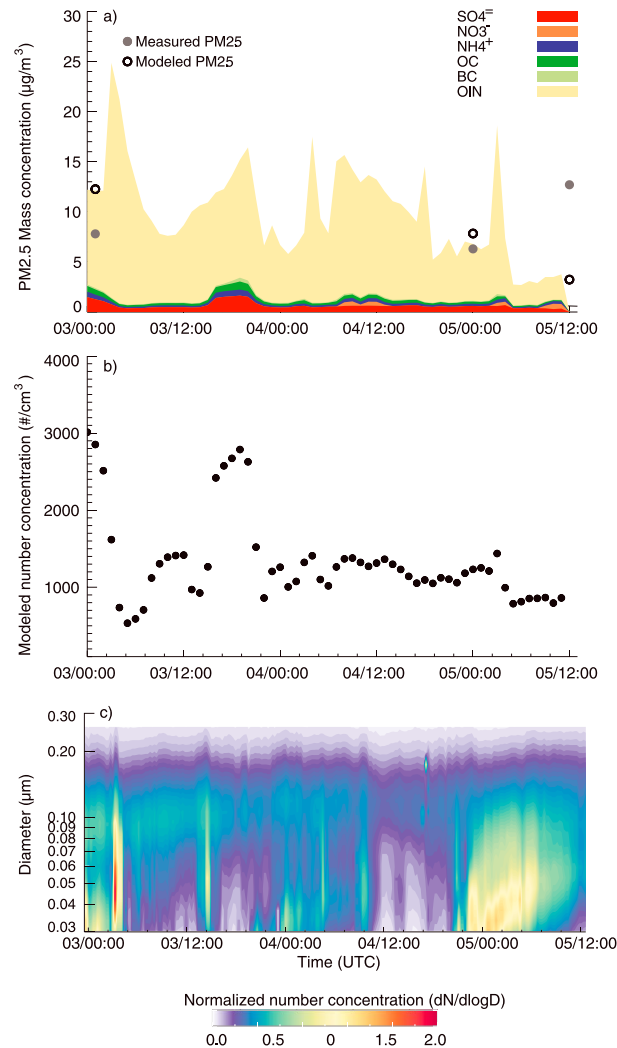 a)
PM2.5 Mass concentration (µg/m³)
30
25
20
15
10
5
0
Measured PM25
Modeled PM25
SO4=
NO3-
NH4+
OC
BC
OIN
03/00:00 03/12:00 04/00:00 04/12:00 05/00:00 05/12:00
b)
Modeled number concentration (#/cm³)
4000
3000
2000
1000
03/00:00 03/12:00 04/00:00 04/12:00 05/00:00 05/12:00
c)
Diameter (µm)
0.30
0.20
0.10
0.09
0.08
0.07
0.06
0.05
0.04
0.03
03/00:00 03/12:00 04/00:00 04/12:00 05/00:00 05/12:00
Time (UTC)
Normalized number concentration (dN/dlogD)
0.0 0.5 1.0 1.5 2.0